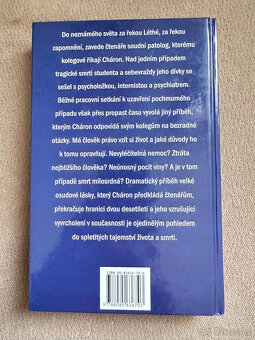 Do neznámého světa za řekou Léthé, za řekou
zapomnění, zavede čtenáře soudní patolog, kterému
kolegové říkají Cháron. Nad jedním případem
tragické smrti studenta a sebevraždy jeho dívky se
sešel s psycholožkou, internistou a psychiatrem.
Běžné pracovní setkání k uzavření pochmurného
případu však přes propast času vyvolá jiný příběh,
kterým Cháron odpovídá svým kolegům na bezradné
otázky. Má člověk právo vzít si život a jaké důvody ho
k tomu opravňují. Nevyléčitelná nemoc? Ztráta
nejbližšího člověka? Neúnosný pocit viny? A je v tom
případě smrt milosrdná? Dramatický příběh velké
osudové lásky, který Cháron předkládá čtenářům,
překračuje hranici dvou desetiletí a jeho vzrušující
vyvrcholení v současnosti je ojedinělým pohledem
do spletitých tajemství života a smrti.